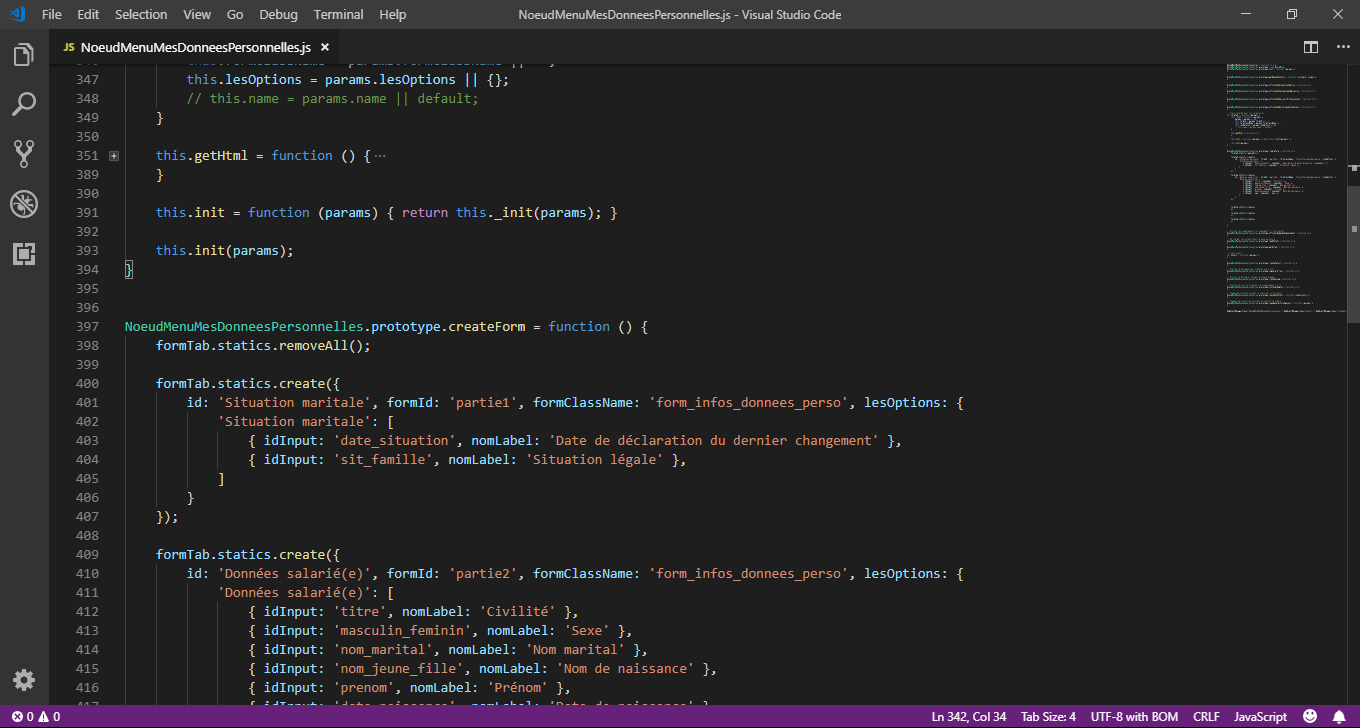 File Edit Selection View Go Debug Terminal Help NoeudMenuMesDonneesPersonnelles.js - Visual Studio Code
JS NoeudMenuMesDonneesPersonnelles.js ×
347 this.lesOptions = params.lesOptions || {};
348 // this.name = params.name || default;
349 }
350
351 this.getHtml = function () {···
389 }
390
391 this.init = function (params) { return this._init(params); }
392
393 this.init(params);
394 }
395
396
397 NoeudMenuMesDonneesPersonnelles.prototype.createForm = function () {
398 formTab.statics.removeAll();
399
400 formTab.statics.create({
401 id: 'Situation maritale', formId: 'partie1', formClassName: 'form_infos_donnees_perso', lesOptions: {
402 'Situation maritale': [
403 { idInput: 'date_situation', nomLabel: 'Date de déclaration du dernier changement' },
404 { idInput: 'sit_famille', nomLabel: 'Situation légale' },
405 ]
406 }
407 });
408
409 formTab.statics.create({
410 id: 'Données salarié(e)', formId: 'partie2', formClassName: 'form_infos_donnees_perso', lesOptions: {
411 'Données salarié(e)': [
412 { idInput: 'titre', nomLabel: 'Civilité' },
413 { idInput: 'masculin_feminin', nomLabel: 'Sexe' },
414 { idInput: 'nom_marital', nomLabel: 'Nom marital' },
415 { idInput: 'nom_jeune_fille', nomLabel: 'Nom de naissance' },
416 { idInput: 'prenom', nomLabel: 'Prénom' },
0 0 Ln 342, Col 34 Tab Size: 4 UTF-8 with BOM CRLF JavaScript